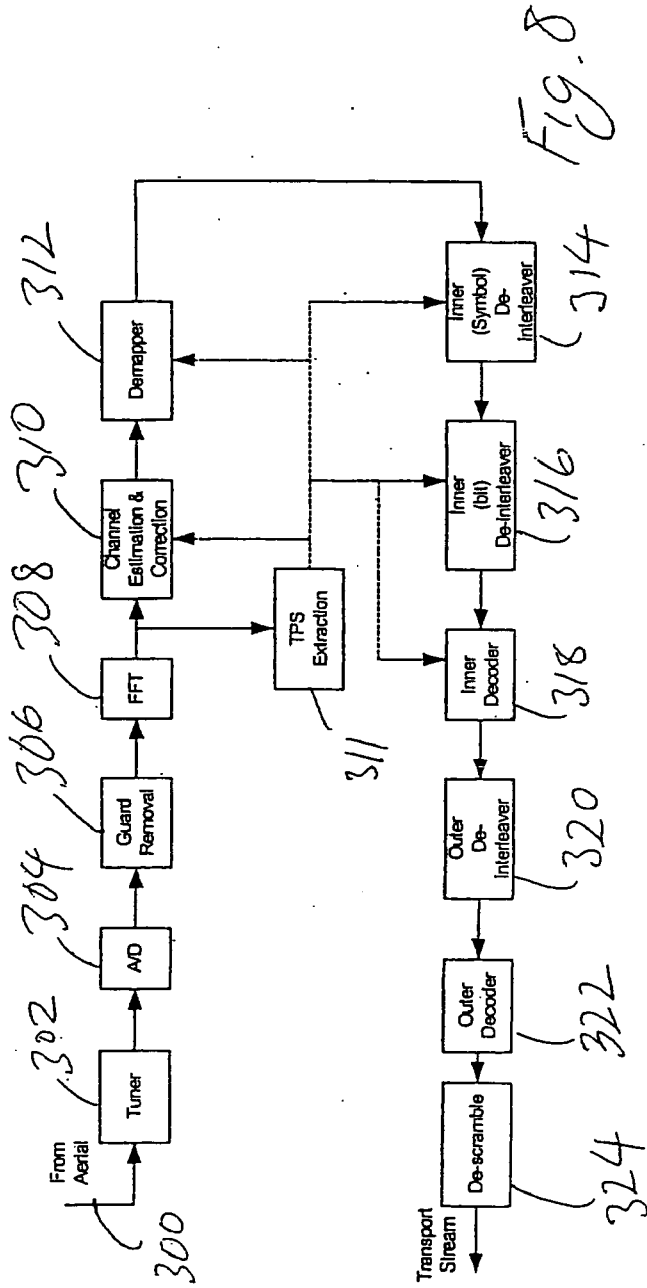 Fig. 8
From
Aerial
300
302
Tuner
304
A/D
306
Guard
Removal
308
FFT
310
Channel
Estimation &
Correction
312
Demapper
TPS
Extraction
311
Inner
(Symbol)
De-
Interleaver
314
Inner
(bit)
De-Interleaver
316
Inner
Decoder
318
Outer
De-
Interleaver
320
Outer
Decoder
322
De-scramble
324
Transport
Stream